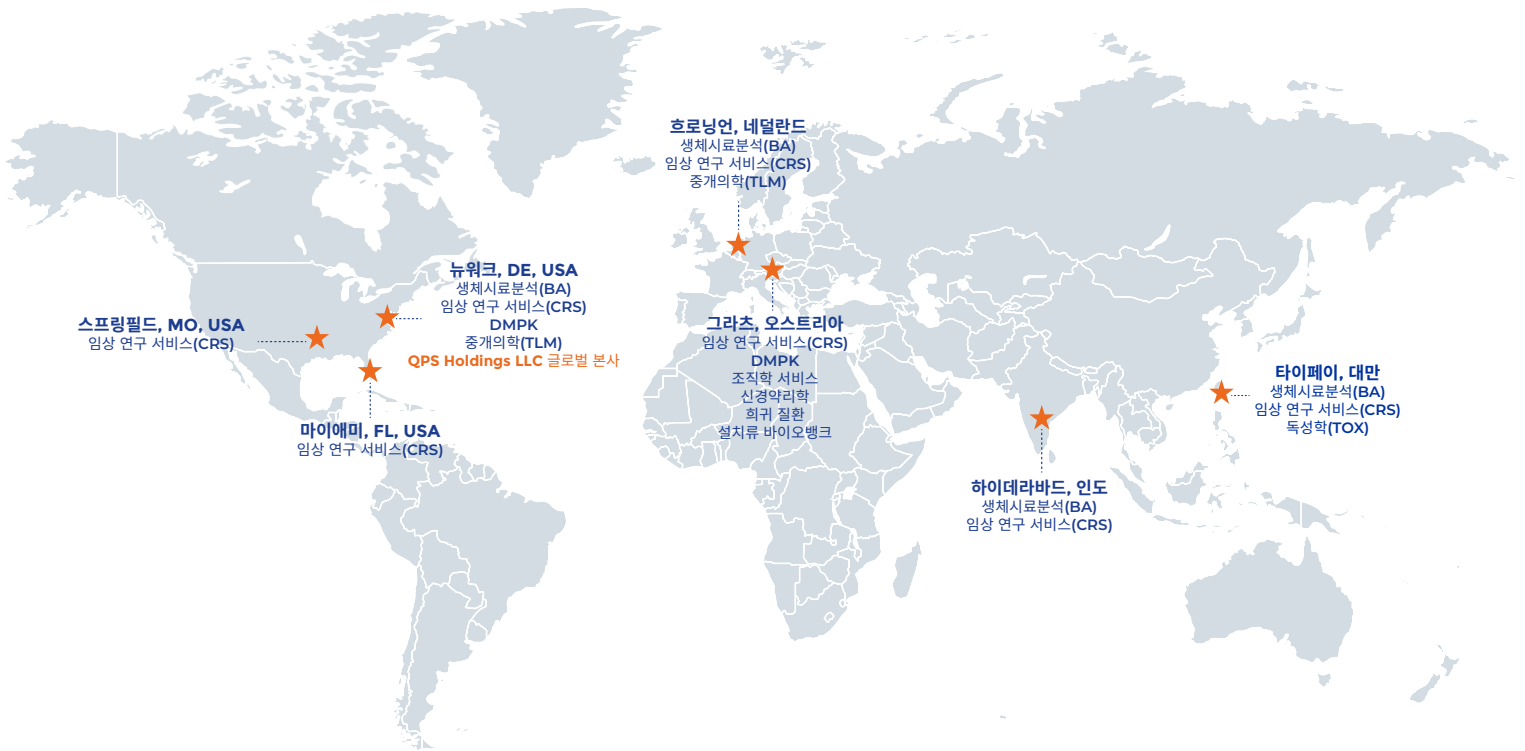 흐로닝언, 네덜란드
생체시료분석(BA)
임상 연구 서비스(CRS)
중개의학(TLM)
뉴워크, DE, USA
생체시료분석(BA)
임상 연구 서비스(CRS)
DMPK
중개의학(TLM)
QPS Holdings LLC 글로벌 본사
스프링필드, MO, USA
임상 연구 서비스(CRS)
마이애미, FL, USA
임상 연구 서비스(CRS)
그라츠, 오스트리아
임상 연구 서비스(CRS)
DMPK
조직학 서비스
신경약리학
희귀 질환
설치류 바이오뱅크
타이페이, 대만
생체시료분석(BA)
임상 연구 서비스(CRS)
독성학(TOX)
하이데라바드, 인도
생체시료분석(BA)
임상 연구 서비스(CRS)